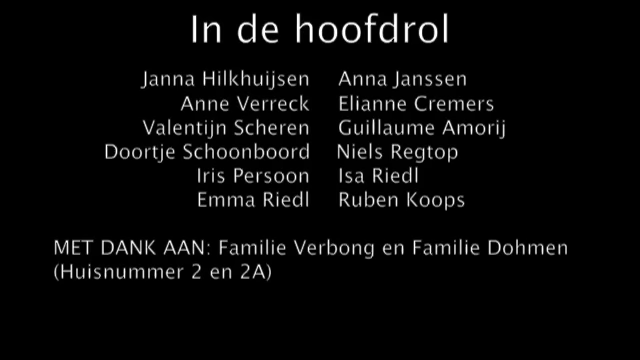 In de hoofdrol
Janna Hilkhuijsen Anna Janssen
Anne Verreck Elianne Cremers
Valentijn Scheren Guillaume Amorij
Doortje Schoonboord Niels Regtop
Iris Persoon Isa Riedl
Emma Riedl Ruben Koops
MET DANK AAN: Familie Verbong en Familie Dohmen
(Huisnummer 2 en 2A)